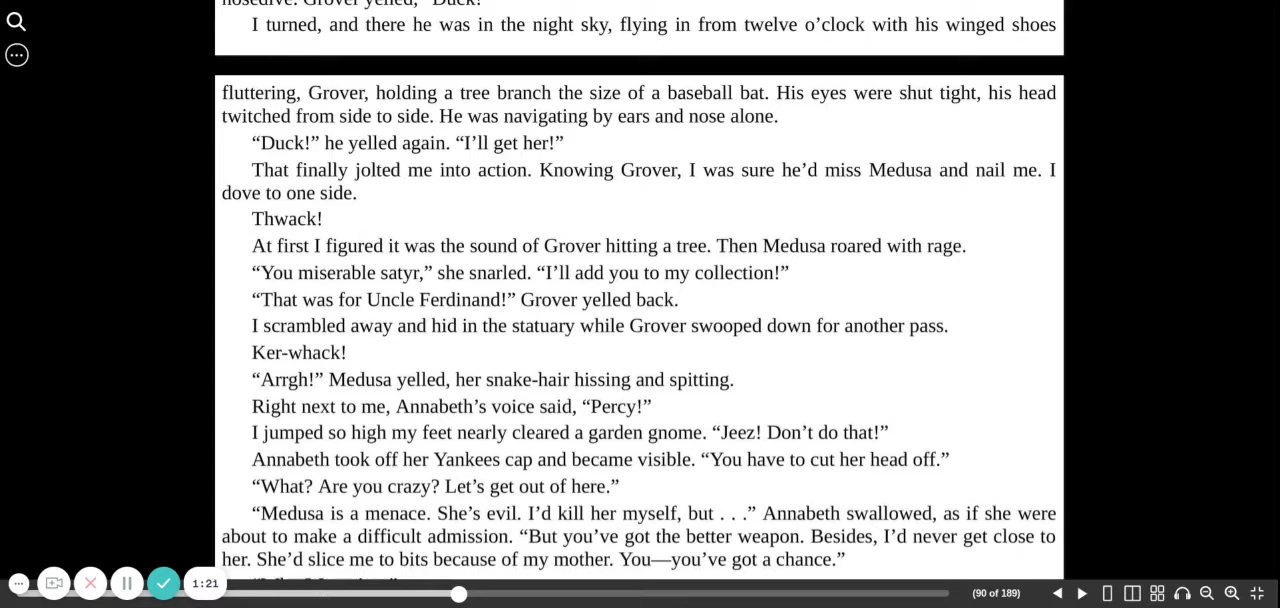 nosedive. Grover yelled, “Duck!”
I turned, and there he was in the night sky, flying in from twelve o’clock with his winged shoes
fluttering, Grover, holding a tree branch the size of a baseball bat. His eyes were shut tight, his head
twitched from side to side. He was navigating by ears and nose alone.
“Duck!” he yelled again. “I’ll get her!”
That finally jolted me into action. Knowing Grover, I was sure he’d miss Medusa and nail me. I
dove to one side.
Thwack!
At first I figured it was the sound of Grover hitting a tree. Then Medusa roared with rage.
“You miserable satyr,” she snarled. “I’ll add you to my collection!”
“That was for Uncle Ferdinand!” Grover yelled back.
I scrambled away and hid in the statuary while Grover swooped down for another pass.
Ker-whack!
“Arrgh!” Medusa yelled, her snake-hair hissing and spitting.
Right next to me, Annabeth’s voice said, “Percy!”
I jumped so high my feet nearly cleared a garden gnome. “Jeez! Don’t do that!”
Annabeth took off her Yankees cap and became visible. “You have to cut her head off.”
“What? Are you crazy? Let’s get out of here.”
“Medusa is a menace. She’s evil. I’d kill her myself, but . . .” Annabeth swallowed, as if she were
about to make a difficult admission. “But you’ve got the better weapon. Besides, I’d never get close to
her. She’d slice me to bits because of my mother. You—you’ve got a chance.”
1:21
(90 of 189)